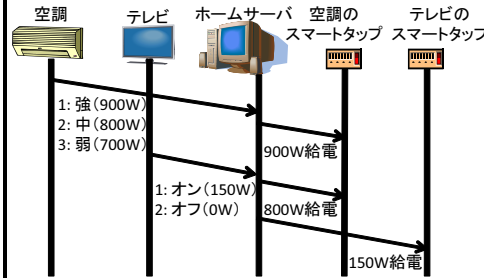 空調
テレビ
ホームサーバ
空調の
スマートタップ
テレビの
スマートタップ
1: 強(900W)
2: 中(800W)
3: 弱(700W)
900W給電
1: オン(150W)
2: オフ(0W)
800W給電
150W給電